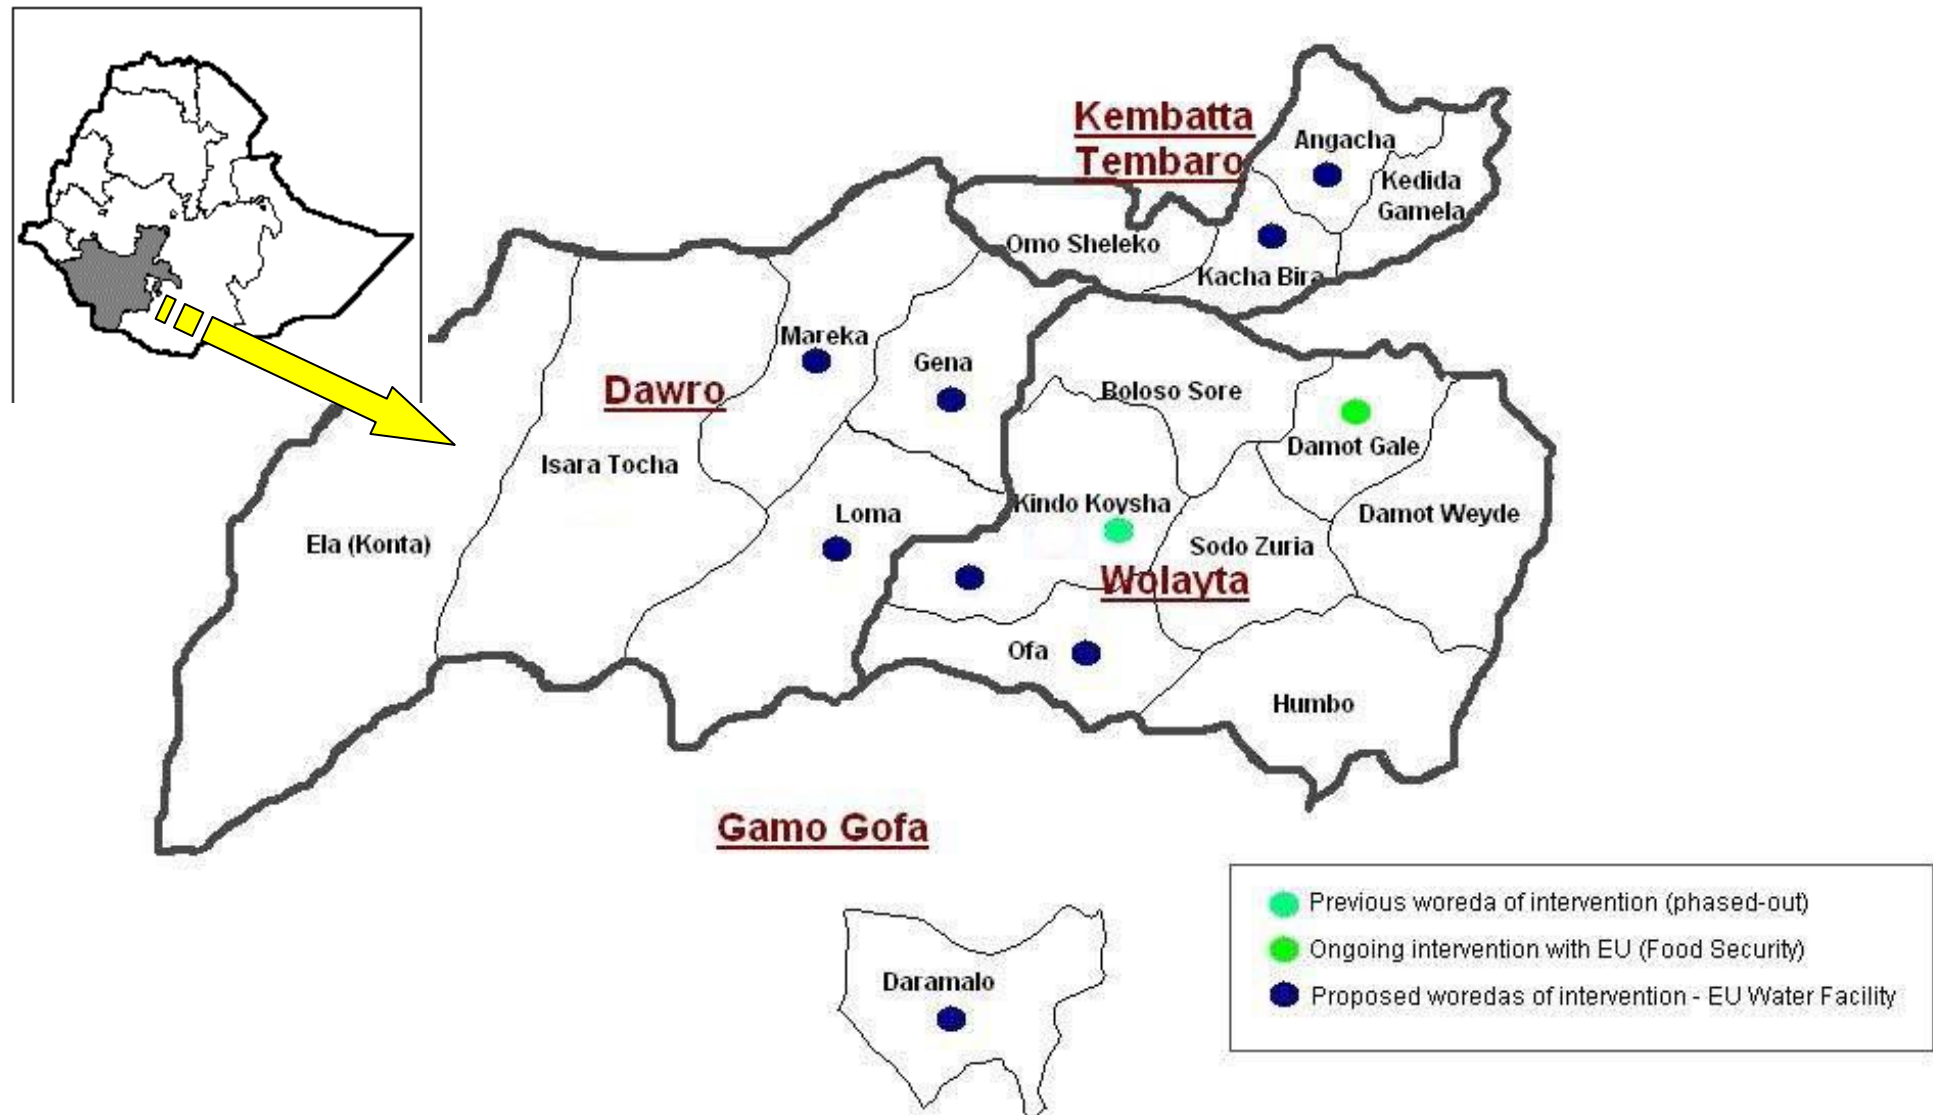 Kembatta
Tembaro
Angacha
Kedida
Gamela
Omo Sheleko
Kacha Bira
Mareka
Gena
Dawro
Boloso Sore
Damot Gale
Isara Tocha
Kindo Koysha
Loma
Damot Weyde
Ela (Konta)
Sodo Zuria
Wolayta
Ofa
Humbo
Gamo Gofa
Daramalo
Previous woreda of intervention (phased-out)
Ongoing intervention with EU (Food Security)
Proposed woredas of intervention - EU Water Facility